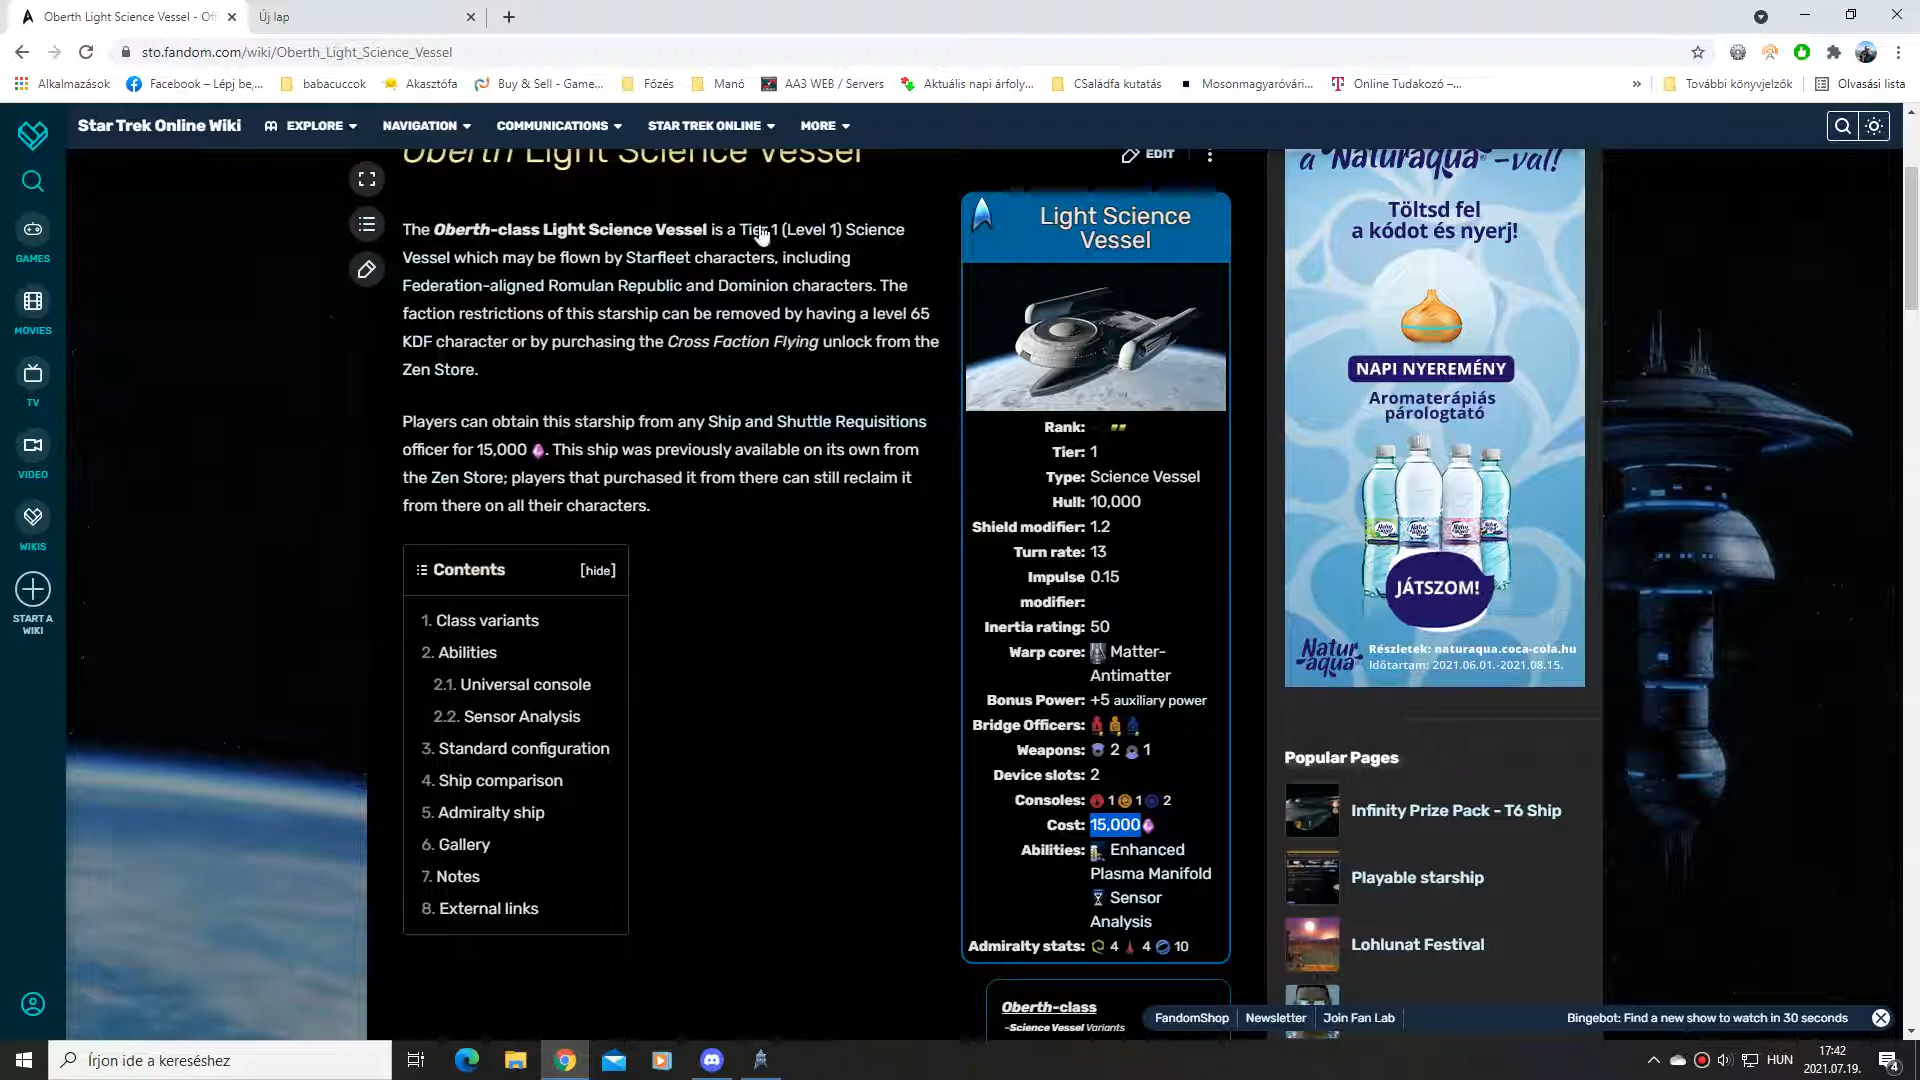 Oberth Light Science Vessel - Of
Új lap
sto.fandom.com/wiki/Oberth_Light_Science_Vessel
Alkalmazások
Facebook – Lépj be,...
babacuccok
Akasztófa
Buy & Sell - Game...
Főzés
Manó
AA3 WEB / Servers
Aktuális napi árfoly...
CSaládfa kutatás
Mosonmagyaróvári...
Online Tudakozó –...
»
További könyvjelzők
Olvasási lista
Star Trek Online Wiki
EXPLORE
NAVIGATION
COMMUNICATIONS
STAR TREK ONLINE
MORE
GAMES
MOVIES
TV
VIDEO
WIKIS
START A
WIKI
Oberth Light Science Vessel
EDIT
The Oberth-class Light Science Vessel is a Tier 1 (Level 1) Science
Vessel which may be flown by Starfleet characters, including
Federation-aligned Romulan Republic and Dominion characters. The
faction restrictions of this starship can be removed by having a level 65
KDF character or by purchasing the Cross Faction Flying unlock from the
Zen Store.
Players can obtain this starship from any Ship and Shuttle Requisitions
officer for 15,000 . This ship was previously available on its own from
the Zen Store; players that purchased it from there can still reclaim it
from there on all their characters.
Contents [hide]
1. Class variants
2. Abilities
2.1. Universal console
2.2. Sensor Analysis
3. Standard configuration
4. Ship comparison
5. Admiralty ship
6. Gallery
7. Notes
8. External links
Light Science
Vessel
Rank:
Tier: 1
Type: Science Vessel
Hull: 10,000
Shield modifier: 1.2
Turn rate: 13
Impulse 0.15
modifier:
Inertia rating: 50
Warp core: Matter-
Antimatter
Bonus Power: +5 auxiliary power
Bridge Officers:
Weapons: 2 1
Device slots: 2
Consoles: 1 1 2
Cost: 15,000
Abilities: Enhanced
Plasma Manifold
Sensor
Analysis
Admiralty stats: 4 4 10
Oberth-class
-Science Vessel Variants
a Naturaqua® -val!
Töltsd fel
a kódot és nyerj!
NAPI NYEREMÉNY
Aromaterápiás
párologtató
JÁTSZOM!
Naturaqua
Részletek: naturaqua.coca-cola.hu
Időtartam: 2021.06.01.-2021.08.15.
Popular Pages
Infinity Prize Pack - T6 Ship
Playable starship
Lohlunat Festival
FandomShop
Newsletter
Join Fan Lab
Bingebot: Find a new show to watch in 30 seconds
Írjon ide a kereséshez
HUN
17:42
2021.07.19.
4